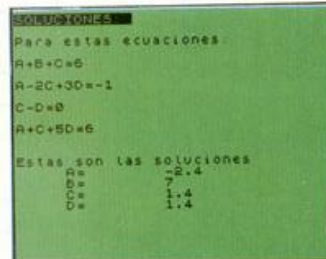 SOLUCIONES:
Para estas ecuaciones:
A+B+C=6
A-2C+3D=-1
C-D=0
A+C+5D=6
Estas son las soluciones
A= -2.4
B= 7
C= 1.4
D= 1.4